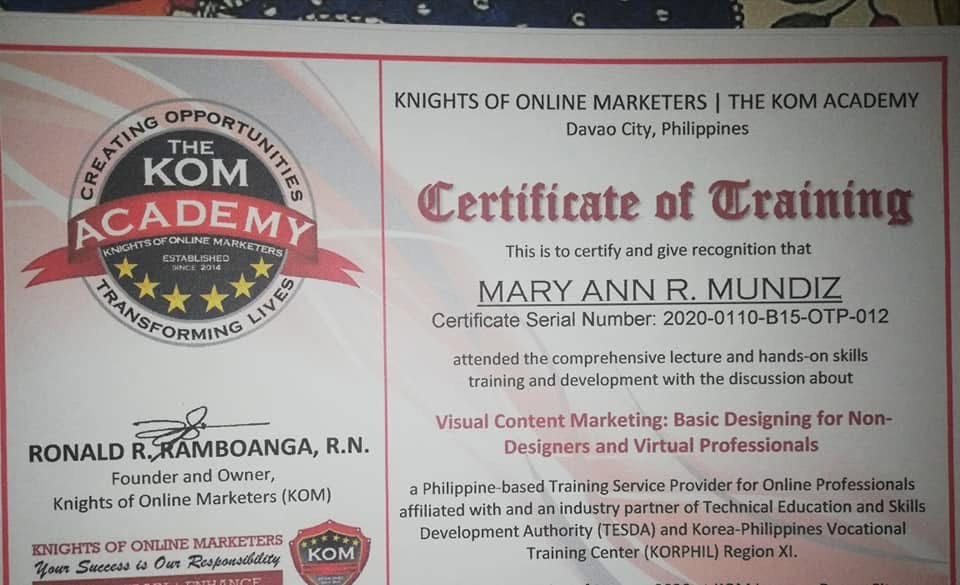 CREATING OPPORTUNITIES
THE
KOM
ACADEMY
KNIGHTS OF ONLINE MARKETERS
ESTABLISHED
SINCE 2014
TRANSFORMING LIVES
RONALD R. RAMBOANGA, R.N.
Founder and Owner,
Knights of Online Marketers (KOM)
KNIGHTS OF ONLINE MARKETERS
Your Success is Our Responsibility
ENHANCE
KOM
KNIGHTS OF ONLINE MARKETERS | THE KOM ACADEMY
Davao City, Philippines
Certificate of Training
This is to certify and give recognition that
MARY ANN R. MUNDIZ
Certificate Serial Number: 2020-0110-B15-OTP-012
attended the comprehensive lecture and hands-on skills
training and development with the discussion about
Visual Content Marketing: Basic Designing for Non-
Designers and Virtual Professionals
a Philippine-based Training Service Provider for Online Professionals
affiliated with and an industry partner of Technical Education and Skills
Development Authority (TESDA) and Korea-Philippines Vocational
Training Center (KORPHIL) Region XI.